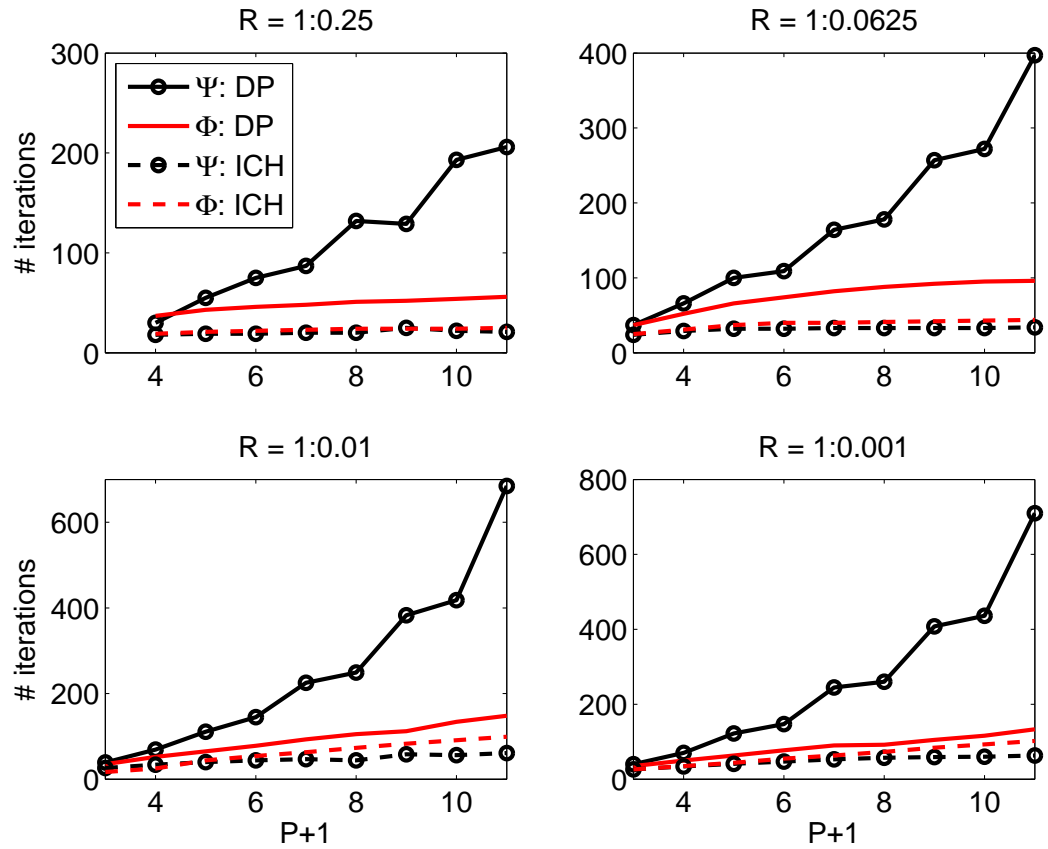 R = 1:0.25
300
200
100
0
# iterations
Ψ: DP
Φ: DP
Ψ: ICH
Φ: ICH
4 6 8 10
R = 1:0.0625
400
300
200
100
0
4 6 8 10
R = 1:0.01
600
400
200
0
# iterations
4 6 8 10
P+1
R = 1:0.001
800
600
400
200
0
4 6 8 10
P+1